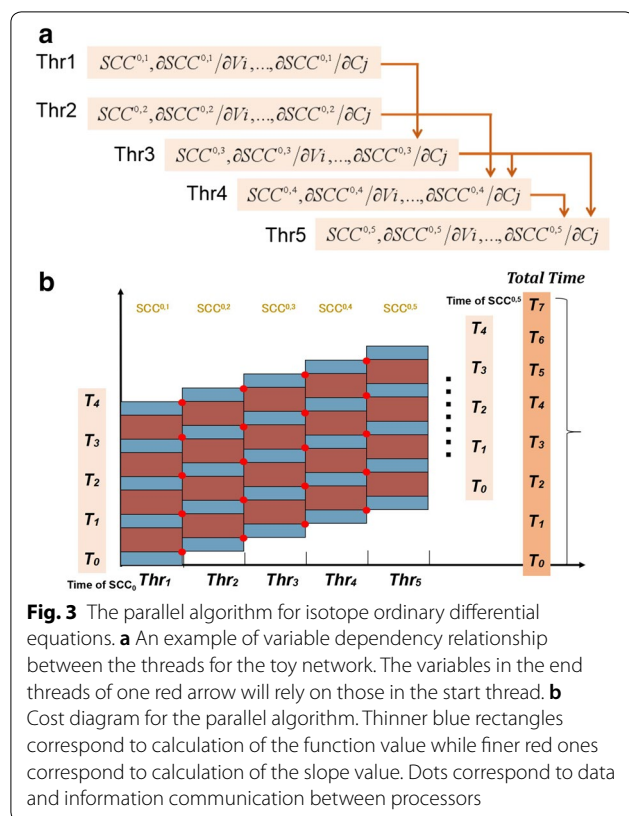 a
Thr1 SCC^0,1, ∂SCC^0,1/∂Vi,...,∂SCC^0,1/∂Cj
Thr2 SCC^0,2, ∂SCC^0,2/∂Vi,...,∂SCC^0,2/∂Cj
Thr3 SCC^0,3, ∂SCC^0,3/∂Vi,...,∂SCC^0,3/∂Cj
Thr4 SCC^0,4, ∂SCC^0,4/∂Vi,...,∂SCC^0,4/∂Cj
Thr5 SCC^0,5, ∂SCC^0,5/∂Vi,...,∂SCC^0,5/∂Cj
b
Total Time
SCC^0,1 SCC^0,2 SCC^0,3 SCC^0,4 SCC^0,5
Time of SCC^0,5
T7
T6
T5
T4
T3
T2
T1
T0
T4
T3
T2
T1
T0
T4
T3
T2
T1
T0
Time of SCC0
Thr1 Thr2 Thr3 Thr4 Thr5
Fig. 3 The parallel algorithm for isotope ordinary differential
equations. a An example of variable dependency relationship
between the threads for the toy network. The variables in the end
threads of one red arrow will rely on those in the start thread. b
Cost diagram for the parallel algorithm. Thinner blue rectangles
correspond to calculation of the function value while finer red ones
correspond to calculation of the slope value. Dots correspond to data
and information communication between processors